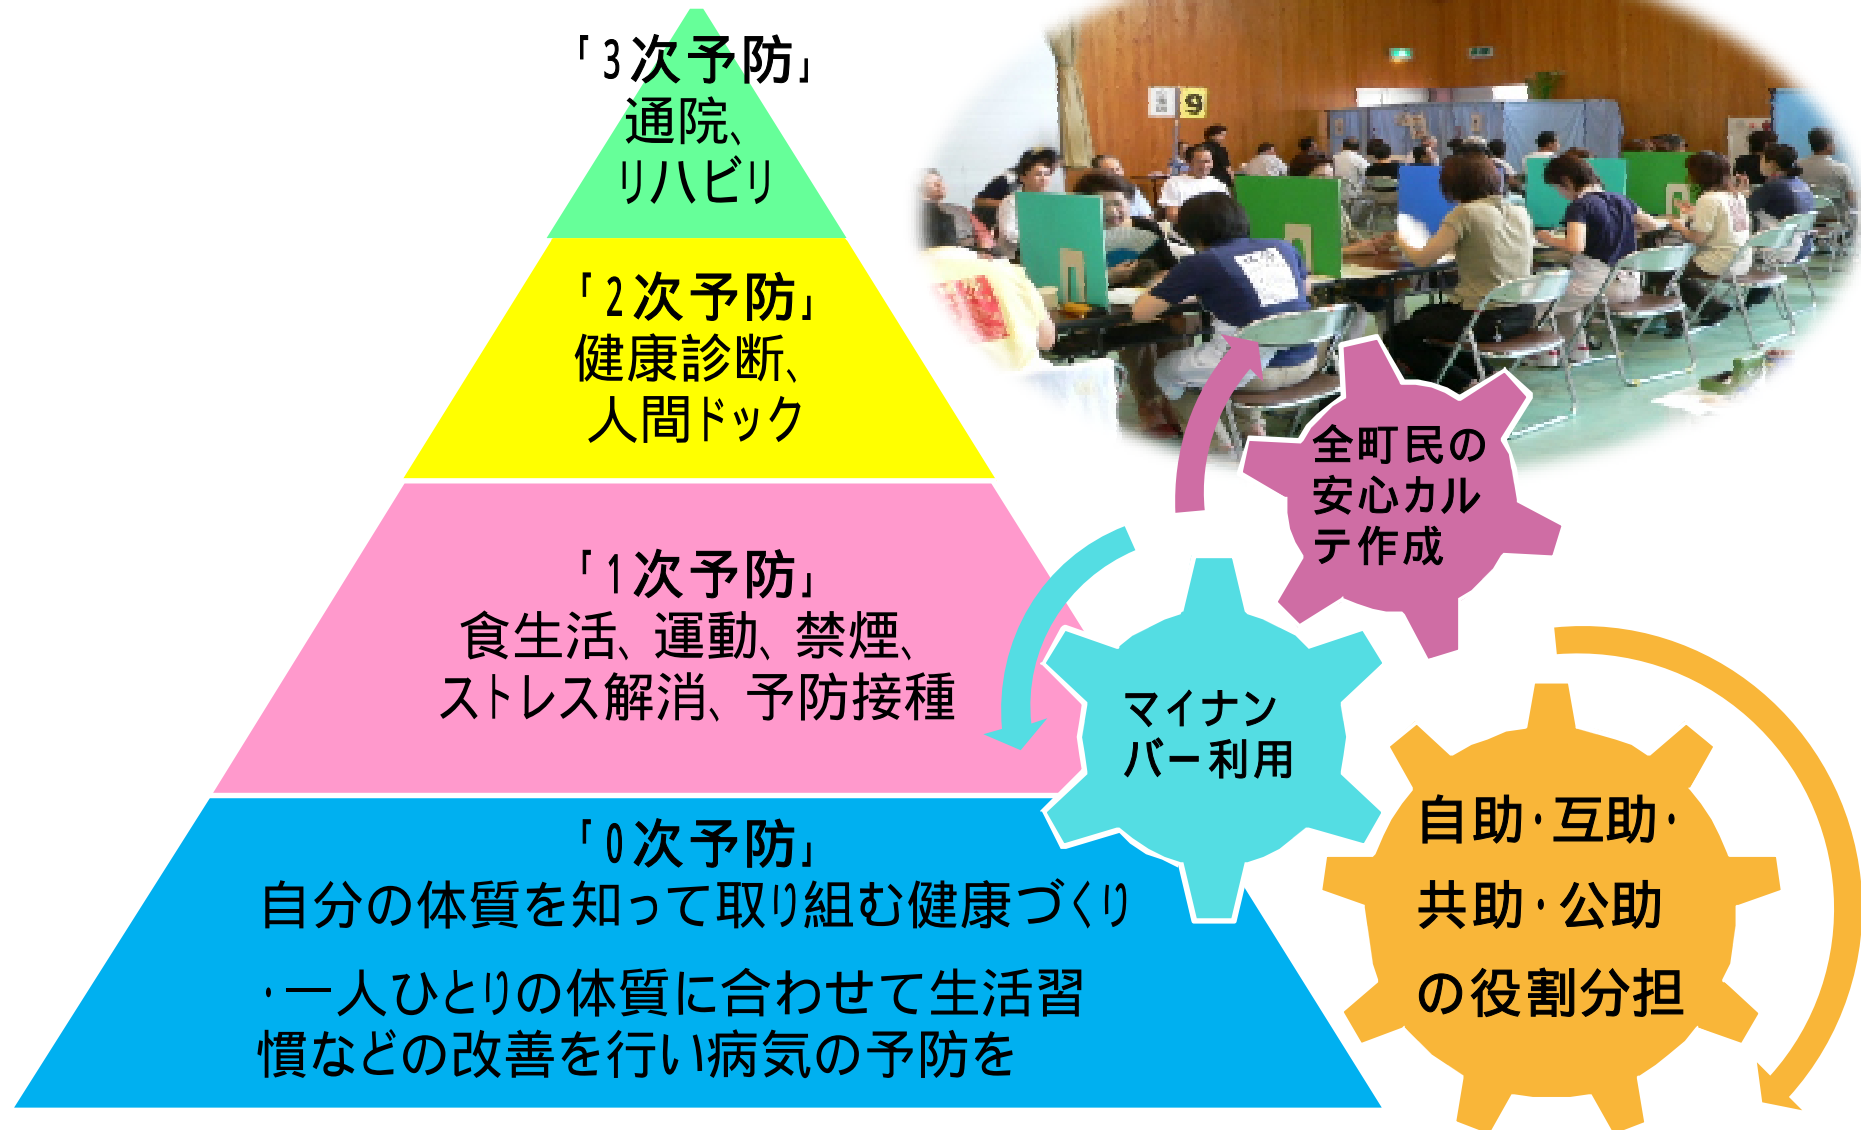 「3次予防」
通院、
リハビリ
「2次予防」
健康診断、
人間ドック
「1次予防」
食生活、運動、禁煙、
ストレス解消、予防接種
「0次予防」
自分の体質を知って取り組む健康づくり
・一人ひとりの体質に合わせて生活習
慣などの改善を行い病気の予防を
9
全町民の
安心カル
テ作成
マイナン
バー利用
自助・互助・
共助・公助
の役割分担